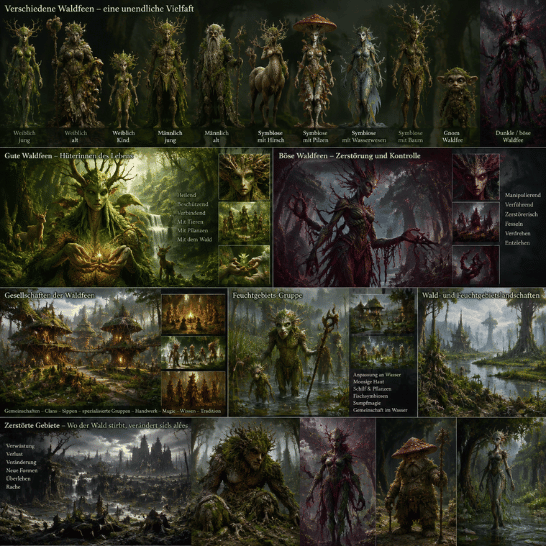 Verschiedene Waldfeen – eine unendliche Vielfaft
Weiblich
jung
Weiblich
alt
Weiblich
Kind
Männlich
jung
Männlich
alt
Symbiose
mit Hirsch
Symbiose
mit Pilzen
Symbiose
mit Wasserwesen
Symbiose
mit Baum
Gnom
Waldfee
Dunkle / böse
Waldfee
Gute Waldfeen – Hüterinnen des Lebens
Heilend
Beschützend
Verbindend
Mit Tieren
Mit Pflanzen
Mit dem Wald
Böse Waldfeen – Zerstörung und Kontrolle
Manipulierend
Verführend
Zerstörerisch
Fesseln
Verdrehen
Entziehen
Gesellschaften der Waldfeen
Gemeinschaften - Clans - Sippen - spezialisierte Gruppen - Handwerk - Magie - Wissen - Tradition
Feuchtgebiets-Gruppe
Anpassung an Wasser
Moosige Haut
Schilf & Pflanzen
Fischsymbiosen
Sumpfmagie
Gemeinschaft im Wasser
Wald- und Feuchtgebietslandschaften
Zerstörte Gebiete – Wo der Wald stirbt, verändert sich alles
Verwüstung
Verlust
Veränderung
Neue Formen
Überleben
Rache